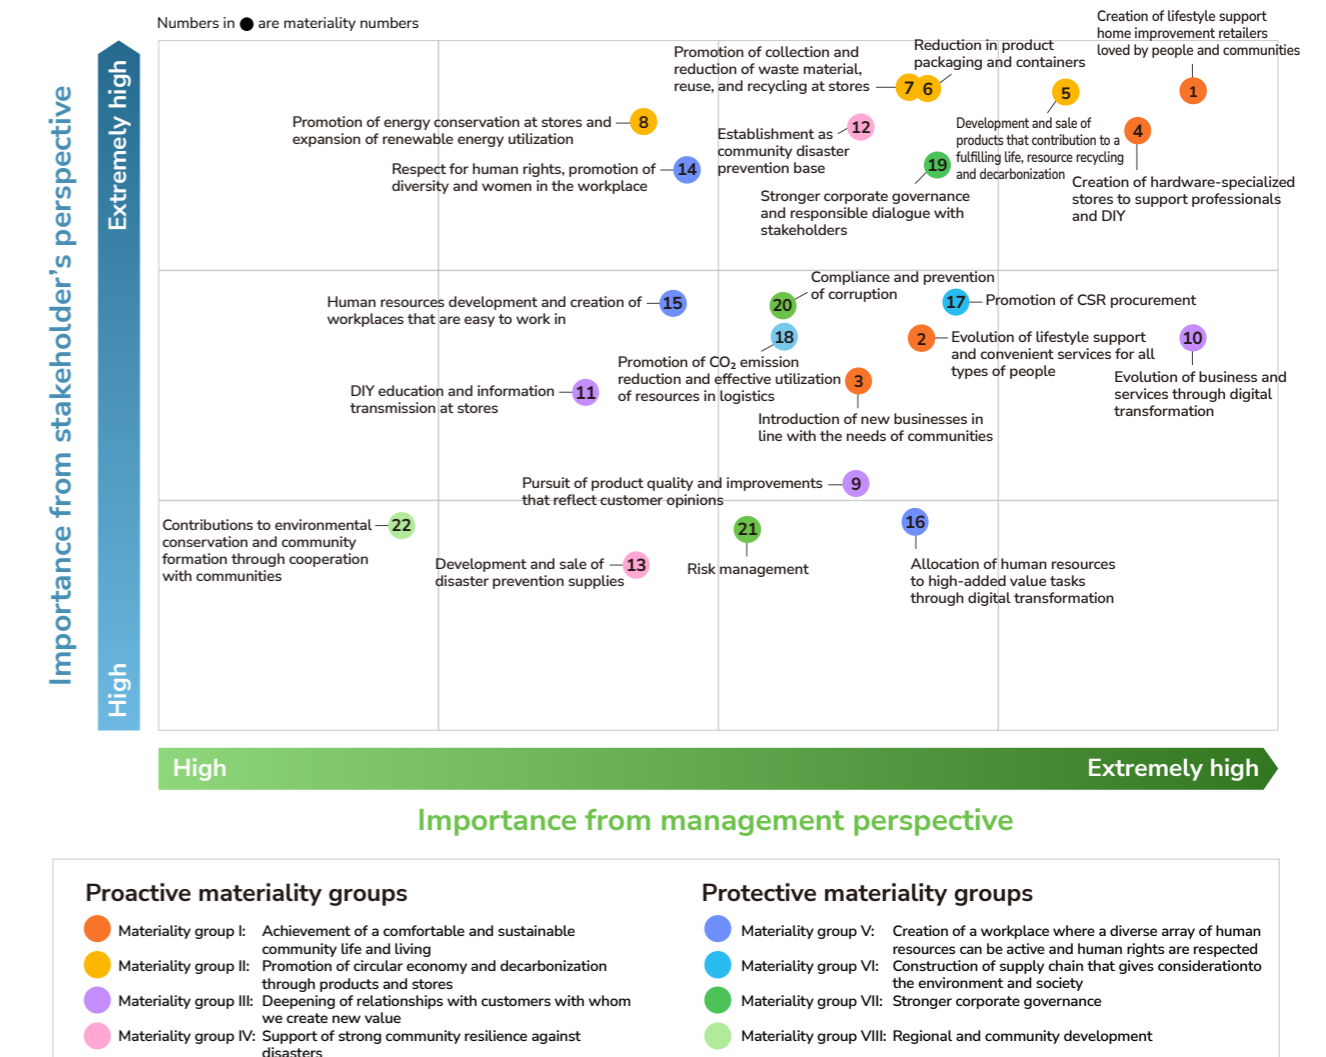 Numbers in ● are materiality numbers
Creation of lifestyle support
home improvement retailers
loved by people and communities
1
Reduction in product
packaging and containers
Promotion of collection and
reduction of waste material,
reuse, and recycling at stores
7
6
5
Development and sale of
products that contribution to a
fulfilling life, resource recycling
and decarbonization
4
Creation of hardware-specialized
stores to support professionals
and DIY
Promotion of energy conservation at stores and
expansion of renewable energy utilization
8
Establishment as
community disaster
prevention base
12
Respect for human rights, promotion of
diversity and women in the workplace
14
19
Stronger corporate governance
and responsible dialogue with
stakeholders
Compliance and prevention
of corruption
20
Human resources development and creation of
workplaces that are easy to work in
15
17
Promotion of CSR procurement
18
Promotion of CO₂ emission
reduction and effective utilization
of resources in logistics
2
Evolution of lifestyle support
and convenient services for all
types of people
10
Evolution of business and
services through digital
transformation
DIY education and information
transmission at stores
11
3
Introduction of new businesses in
line with the needs of communities
Pursuit of product quality and improvements
that reflect customer opinions
9
Contributions to environmental
conservation and community
formation through cooperation
with communities
22
Development and sale of
disaster prevention supplies
13
21
Risk management
16
Allocation of human resources
to high-added value tasks
through digital transformation
Importance from stakeholder's perspective
Extremely high
High
High
Extremely high
Importance from management perspective
Proactive materiality groups
Materiality group I: Achievement of a comfortable and sustainable
community life and living
Materiality group II: Promotion of circular economy and decarbonization
through products and stores
Materiality group III: Deepening of relationships with customers with whom
we create new value
Materiality group IV: Support of strong community resilience against
disasters
Protective materiality groups
Materiality group V: Creation of a workplace where a diverse array of human
resources can be active and human rights are respected
Materiality group VI: Construction of supply chain that gives considerationto
the environment and society
Materiality group VII: Stronger corporate governance
Materiality group VIII: Regional and community development